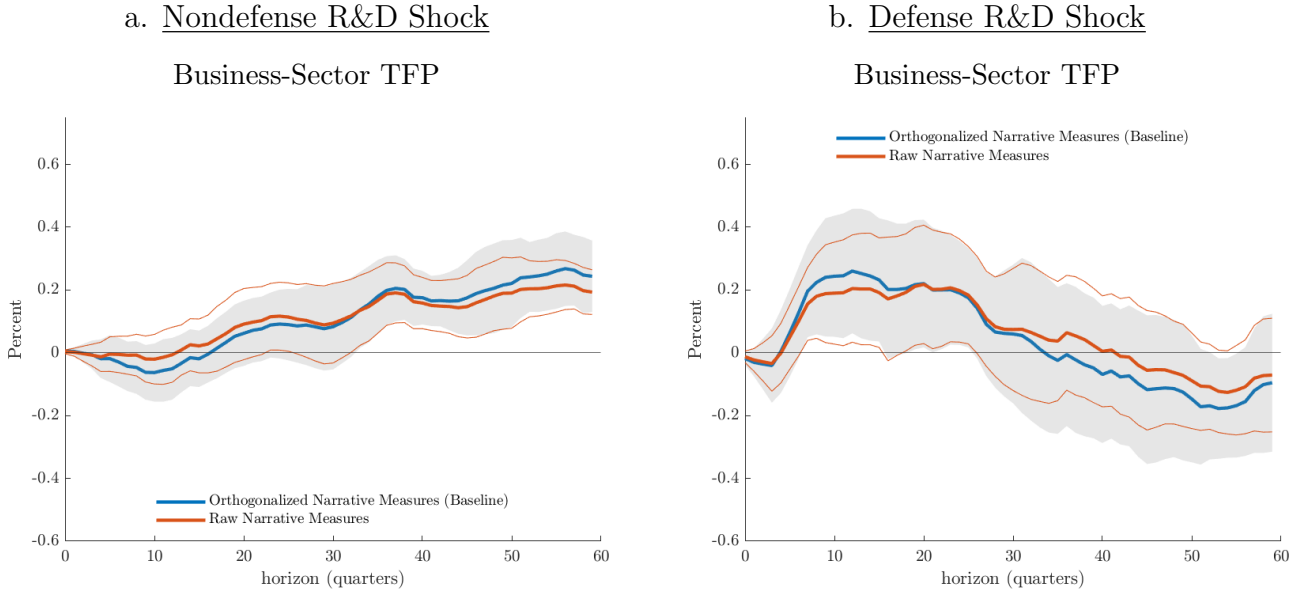 a. Nondefense R&D Shock
Business-Sector TFP
Percent
0.6
0.4
0.2
0
-0.2
-0.4
-0.6
Orthogonalized Narrative Measures (Baseline)
Raw Narrative Measures
0 10 20 30 40 50 60
horizon (quarters)
b. Defense R&D Shock
Business-Sector TFP
Percent
0.6
0.4
0.2
0
-0.2
-0.4
-0.6
Orthogonalized Narrative Measures (Baseline)
Raw Narrative Measures
0 10 20 30 40 50 60
horizon (quarters)